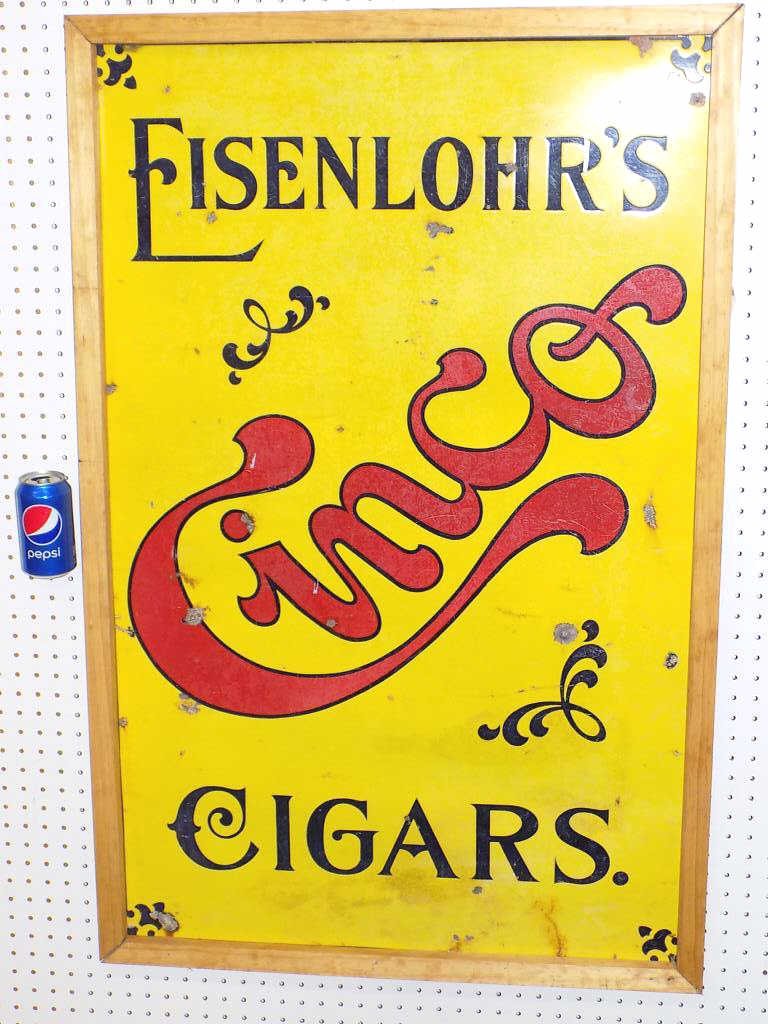 EISENLOHR'S
Cinco
CIGARS.
pepsi